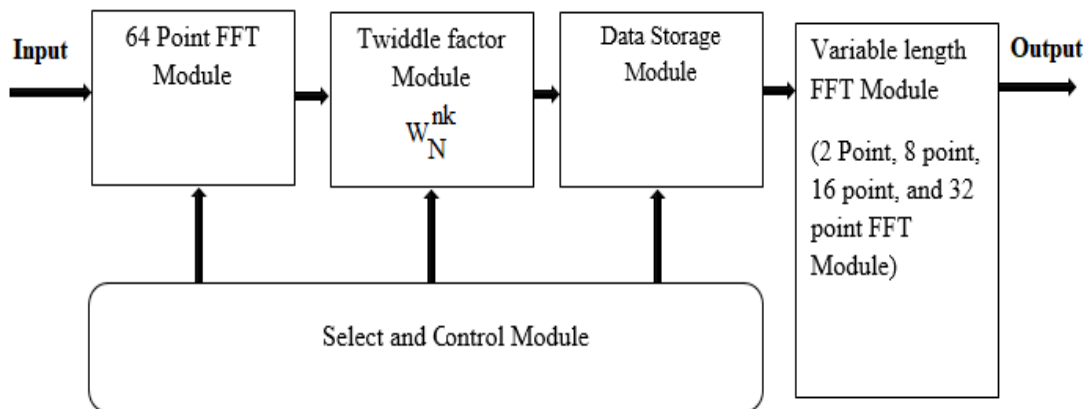 Input
64 Point FFT
Module
Twiddle factor
Module
W_N^nk
Data Storage
Module
Variable length
FFT Module
(2 Point, 8 point,
16 point, and 32
point FFT
Module)
Output
Select and Control Module